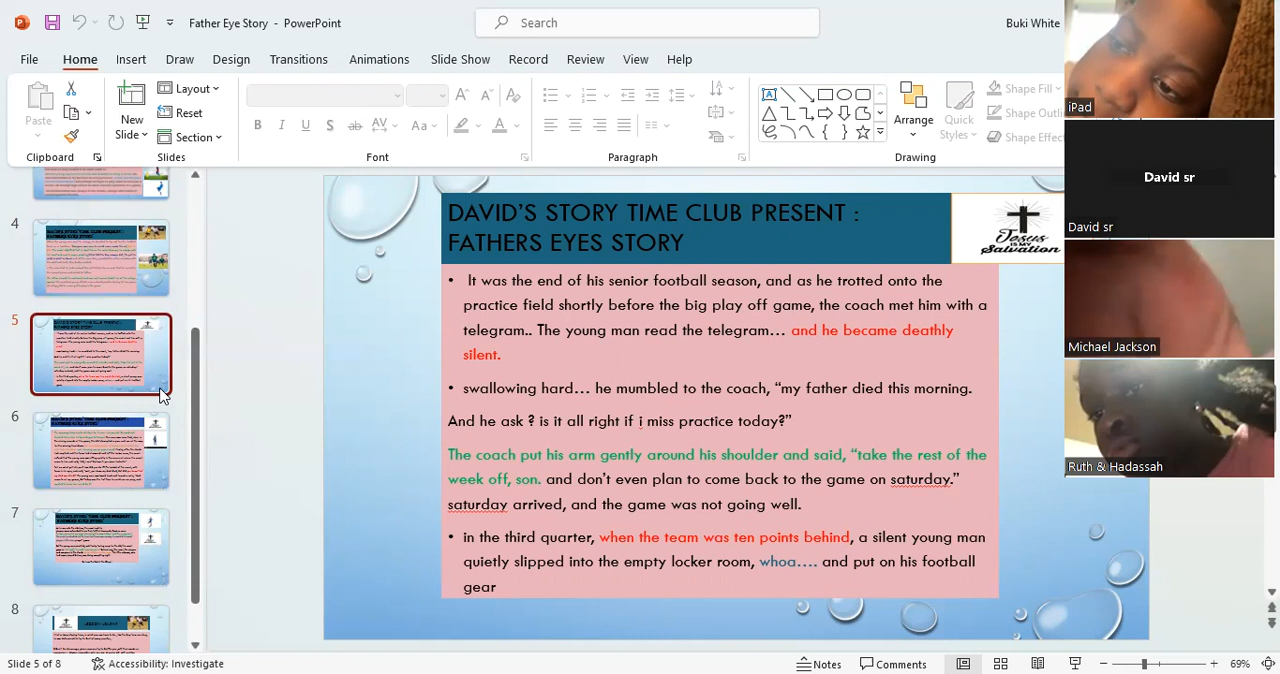 Father Eye Story - PowerPoint
Search
Buki White
File Home Insert Draw Design Transitions Animations Slide Show Record Review View Help
Paste
Clipboard
New
Slide
Layout
Reset
Section
Slides
B I U S ab AV Aa A
Font
Paragraph
Arrange
Quick
Styles
Shape Fill
Shape Outlin
Shape Effec
Drawing
4
5
6
7
8
DAVID'S STORY TIME CLUB PRESENT :
FATHERS EYES STORY
Jesus
Salvation
• It was the end of his senior football season, and as he trotted onto the
practice field shortly before the big play off game, the coach met him with a
telegram.. The young man read the telegram… and he became deathly
silent.
• swallowing hard… he mumbled to the coach, “my father died this morning.
And he ask ? is it all right if i miss practice today?”
The coach put his arm gently around his shoulder and said, “take the rest of the
week off, son. and don’t even plan to come back to the game on saturday.”
saturday arrived, and the game was not going well.
• in the third quarter, when the team was ten points behind, a silent young man
quietly slipped into the empty locker room, whoa…. and put on his football
gear
iPad
David sr
David sr
Michael Jackson
Ruth & Hadassah
Slide 5 of 8
Accessibility: Investigate
Notes
Comments
69%